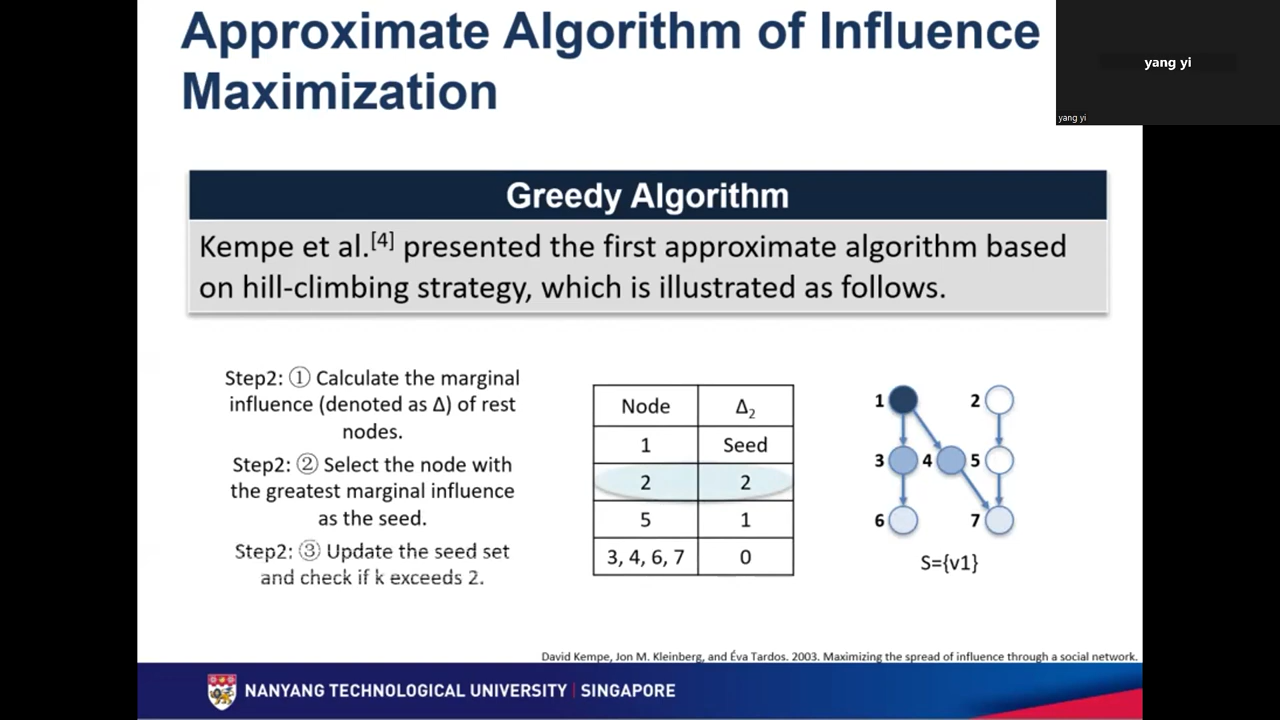 Approximate Algorithm of Influence
Maximization
yang yi
yang yi
Greedy Algorithm
Kempe et al.[4] presented the first approximate algorithm based
on hill-climbing strategy, which is illustrated as follows.
Step2: ① Calculate the marginal
influence (denoted as Δ) of rest
nodes.
Step2: ② Select the node with
the greatest marginal influence
as the seed.
Step2: ③ Update the seed set
and check if k exceeds 2.
Node Δ2
1 Seed
2 2
5 1
3, 4, 6, 7 0
1 2
3 4 5
6 7
S={v1}
David Kempe, Jon M. Kleinberg, and Éva Tardos. 2003. Maximizing the spread of influence through a social network.
NANYANG TECHNOLOGICAL UNIVERSITY | SINGAPORE